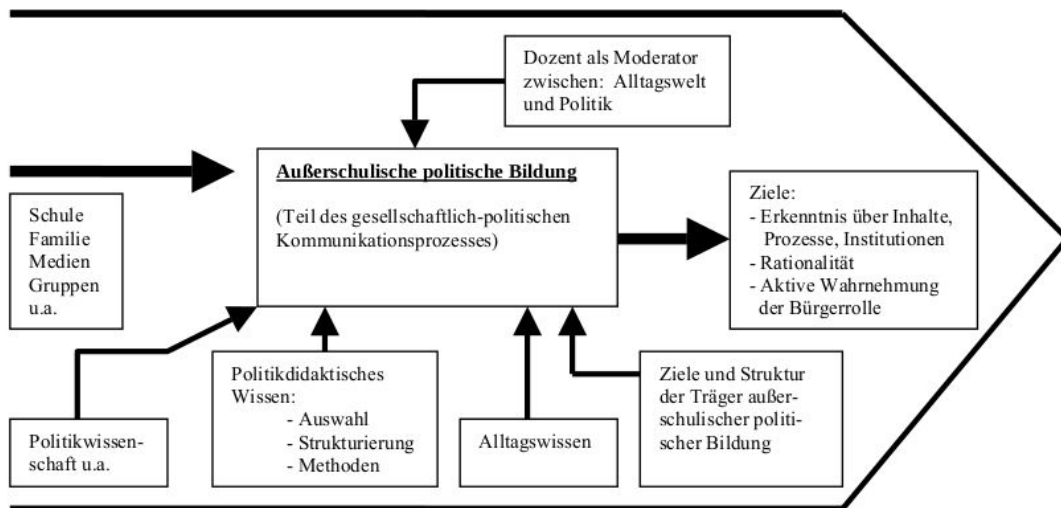 Dozent als Moderator
zwischen: Alltagswelt
und Politik
Außerschulische politische Bildung
(Teil des gesellschaftlich-politischen
Kommunikationsprozesses)
Schule
Familie
Medien
Gruppen
u.a.
Ziele:
- Erkenntnis über Inhalte,
Prozesse, Institutionen
- Rationalität
- Aktive Wahrnehmung
der Bürgerrolle
Politikwissen-
schaft u.a.
Politikdidaktisches
Wissen:
- Auswahl
- Strukturierung
- Methoden
Alltagswissen
Ziele und Struktur
der Träger außer-
schulischer politi-
scher Bildung